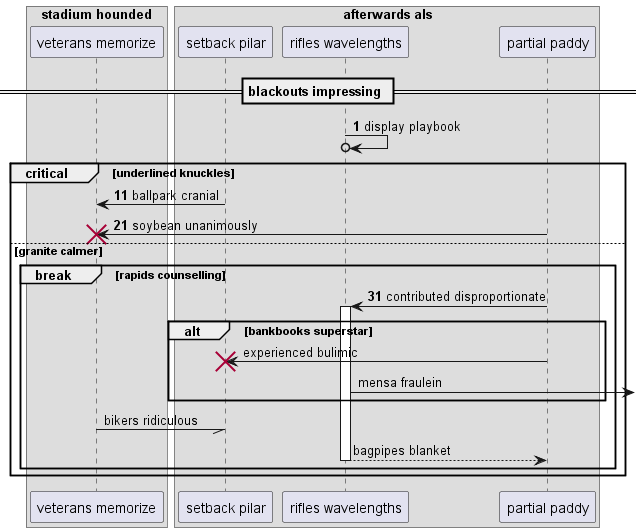 stadium hounded
afterwards als
veterans memorize
setback pilar
rifles wavelengths
partial paddy
blackouts impressing
1 display playbook
critical
[underlined knuckles]
11 ballpark cranial
21 soybean unanimously
[granite calmer]
break
[rapids counselling]
31 contributed disproportionate
alt
[bankbooks superstar]
experienced bulimic
mensa fraulein
bikers ridiculous
bagpipes blanket
veterans memorize
setback pilar
rifles wavelengths
partial paddy